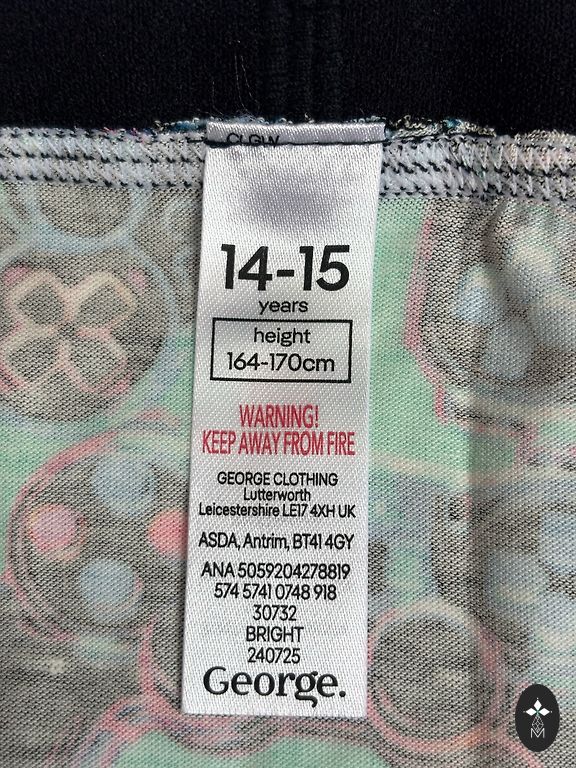 14-15
years
height
164-170cm
WARNING!
KEEP AWAY FROM FIRE
GEORGE CLOTHING
Lutterworth
Leicestershire LE17 4XH UK
ASDA, Antrim, BT41 4GY
ANA 5059204278819
574 5741 0748 918
30732
BRIGHT
240725
George.
M